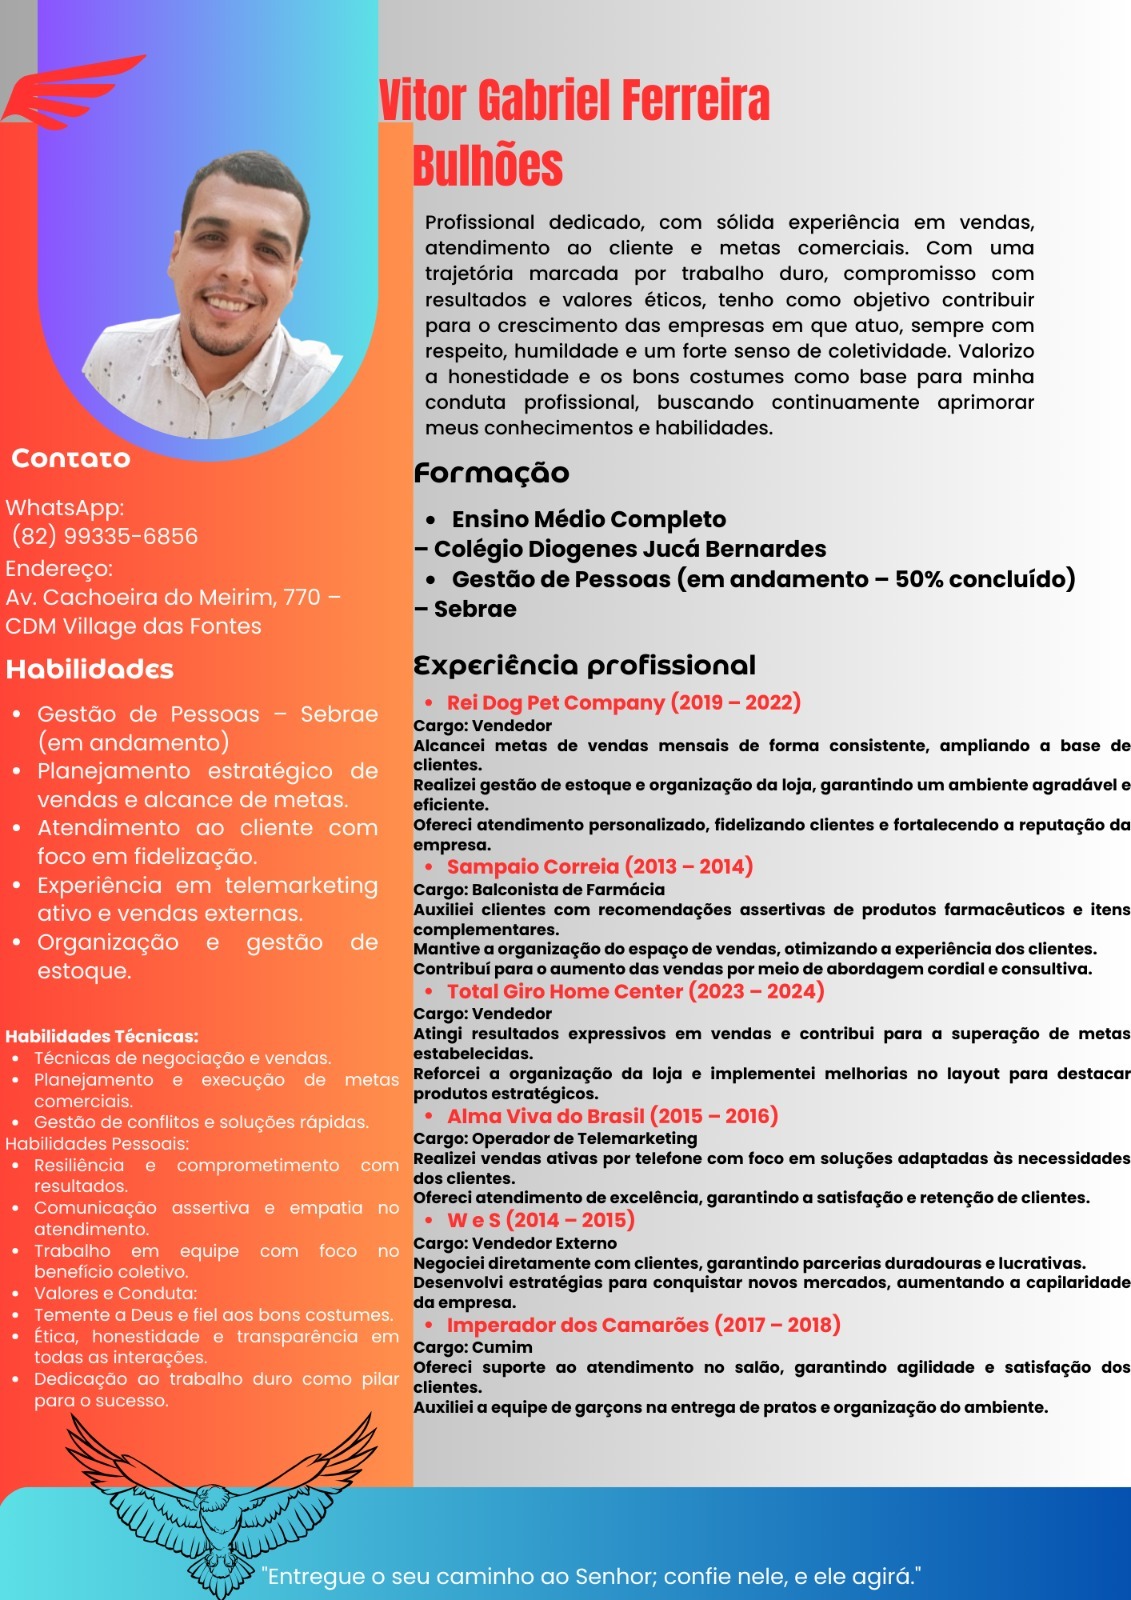 Vitor Gabriel Ferreira
Bulhões
Profissional dedicado, com sólida experiência em vendas,
atendimento ao cliente e metas comerciais. Com uma
trajetória marcada por trabalho duro, compromisso com
resultados e valores éticos, tenho como objetivo contribuir
para o crescimento das empresas em que atuo, sempre com
respeito, humildade e um forte senso de coletividade. Valorizo
a honestidade e os bons costumes como base para minha
conduta profissional, buscando continuamente aprimorar
meus conhecimentos e habilidades.
Contato
WhatsApp:
(82) 99335-6856
Endereço:
Av. Cachoeira do Meirim, 770 –
CDM Village das Fontes
Habilidades
• Gestão de Pessoas – Sebrae
(em andamento)
• Planejamento estratégico de
vendas e alcance de metas.
• Atendimento ao cliente com
foco em fidelização.
• Experiência em telemarketing
ativo e vendas externas.
• Organização e gestão de
estoque.
Habilidades Técnicas:
• Técnicas de negociação e vendas.
• Planejamento e execução de metas
comerciais.
• Gestão de conflitos e soluções rápidas.
Habilidades Pessoais:
• Resiliência e comprometimento com
resultados.
• Comunicação assertiva e empatia no
atendimento.
• Trabalho em equipe com foco no
benefício coletivo.
• Valores e Conduta:
• Temente a Deus e fiel aos bons costumes.
• Ética, honestidade e transparência em
todas as interações.
• Dedicação ao trabalho duro como pilar
para o sucesso.
Formação
• Ensino Médio Completo
– Colégio Diogenes Jucá Bernardes
• Gestão de Pessoas (em andamento – 50% concluído)
– Sebrae
Experiência profissional
• Rei Dog Pet Company (2019 – 2022)
Cargo: Vendedor
Alcancei metas de vendas mensais de forma consistente, ampliando a base de
clientes.
Realizei gestão de estoque e organização da loja, garantindo um ambiente agradável e
eficiente.
Ofereci atendimento personalizado, fidelizando clientes e fortalecendo a reputação da
empresa.
• Sampaio Correia (2013 – 2014)
Cargo: Balconista de Farmácia
Auxiliei clientes com recomendações assertivas de produtos farmacêuticos e itens
complementares.
Mantive a organização do espaço de vendas, otimizando a experiência dos clientes.
Contribuí para o aumento das vendas por meio de abordagem cordial e consultiva.
• Total Giro Home Center (2023 – 2024)
Cargo: Vendedor
Atingi resultados expressivos em vendas e contribui para a superação de metas
estabelecidas.
Reforcei a organização da loja e implementei melhorias no layout para destacar
produtos estratégicos.
• Alma Viva do Brasil (2015 – 2016)
Cargo: Operador de Telemarketing
Realizei vendas ativas por telefone com foco em soluções adaptadas às necessidades
dos clientes.
Ofereci atendimento de excelência, garantindo a satisfação e retenção de clientes.
• W e S (2014 – 2015)
Cargo: Vendedor Externo
Negociei diretamente com clientes, garantindo parcerias duradouras e lucrativas.
Desenvolvi estratégias para conquistar novos mercados, aumentando a capilaridade
da empresa.
• Imperador dos Camarões (2017 – 2018)
Cargo: Cumim
Ofereci suporte ao atendimento no salão, garantindo agilidade e satisfação dos
clientes.
Auxiliei a equipe de garçons na entrega de pratos e organização do ambiente.
"Entregue o seu caminho ao Senhor; confie nele, e ele agirá."